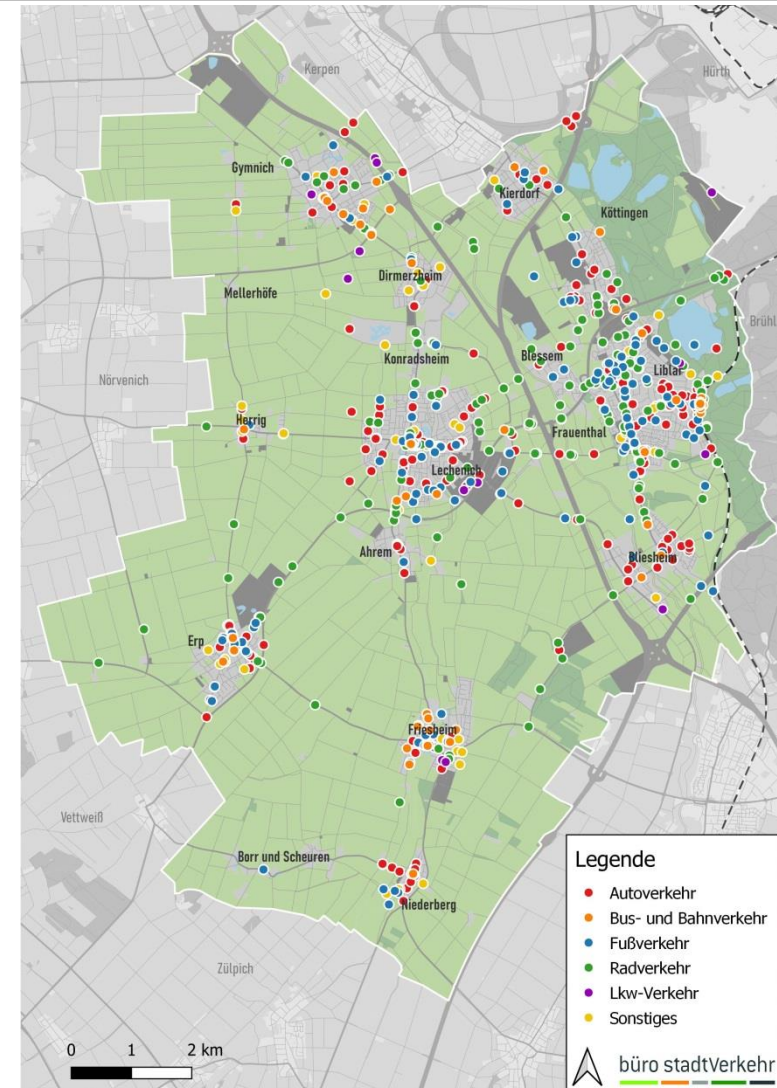 Kerpen
Hürth
Gymnich
Kierdorf
Köttingen
Dirmerzheim
Mellerhöfe
Brühl
Konradsheim
Blessem
Liblar
Nörvenich
Herrig
Frauenthal
Lechenich
Ahrem
Bliesheim
Erp
Friesheim
Vettweiß
Borr und Scheuren
Niederberg
Zülpich
Legende
Autoverkehr
Bus- und Bahnverkehr
Fußverkehr
Radverkehr
Lkw-Verkehr
Sonstiges
0 1 2 km
büro stadtVerkehr